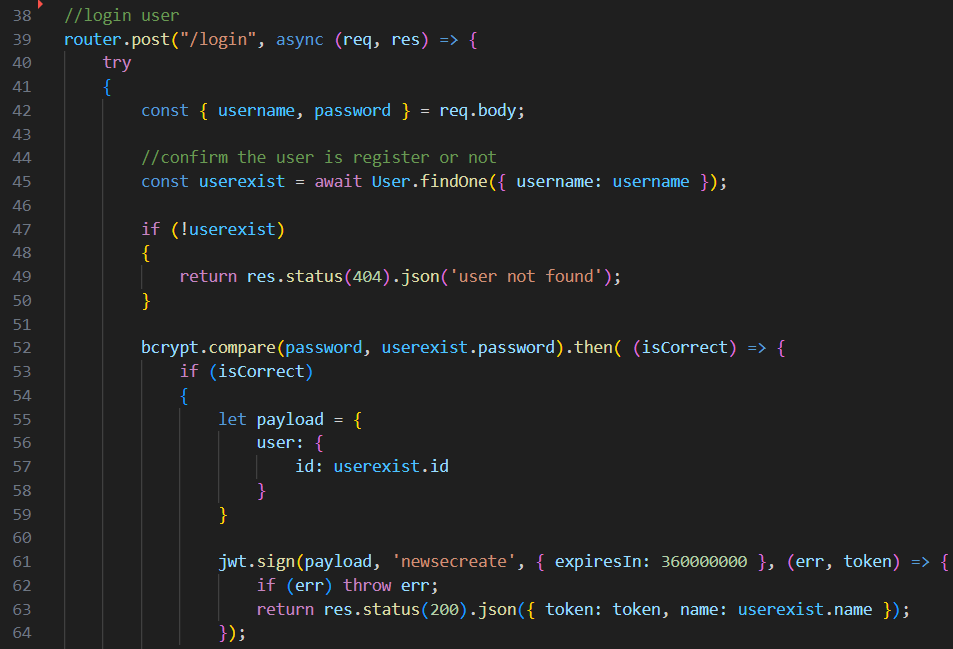 38 //login user
39 router.post("/login", async (req, res) => {
40 try
41 {
42 const { username, password } = req.body;
43
44 //confirm the user is register or not
45 const userexist = await User.findOne({ username: username });
46
47 if (!userexist)
48 {
49 return res.status(404).json('user not found');
50 }
51
52 bcrypt.compare(password, userexist.password).then( (isCorrect) => {
53 if (isCorrect)
54 {
55 let payload = {
56 user: {
57 id: userexist.id
58 }
59 }
60
61 jwt.sign(payload, 'newsecreate', { expiresIn: 360000000 }, (err, token) => {
62 if (err) throw err;
63 return res.status(200).json({ token: token, name: userexist.name });
64 });